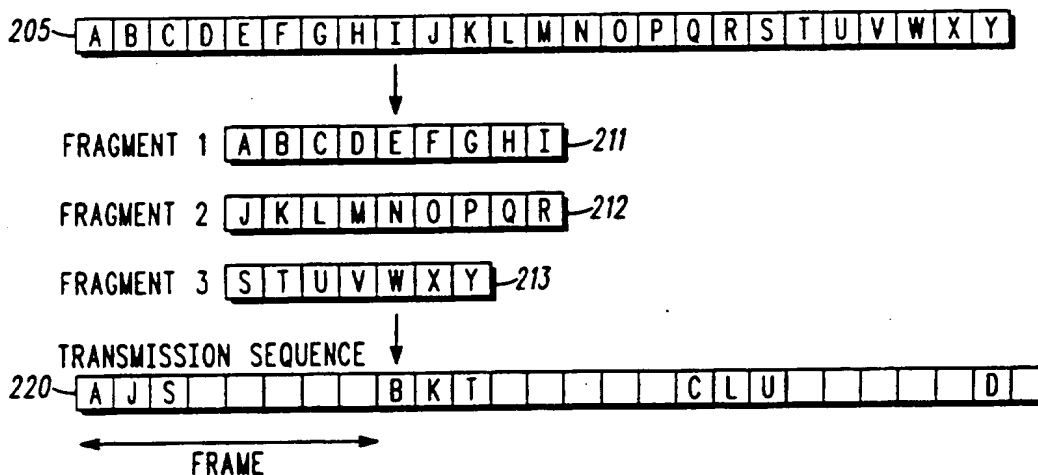 205 A B C D E F G H I J K L M N O P Q R S T U V W X Y
FRAGMENT 1 A B C D E F G H I 211
FRAGMENT 2 J K L M N O P Q R 212
FRAGMENT 3 S T U V W X Y 213
TRANSMISSION SEQUENCE
220 A J S B K T C L U D
FRAME